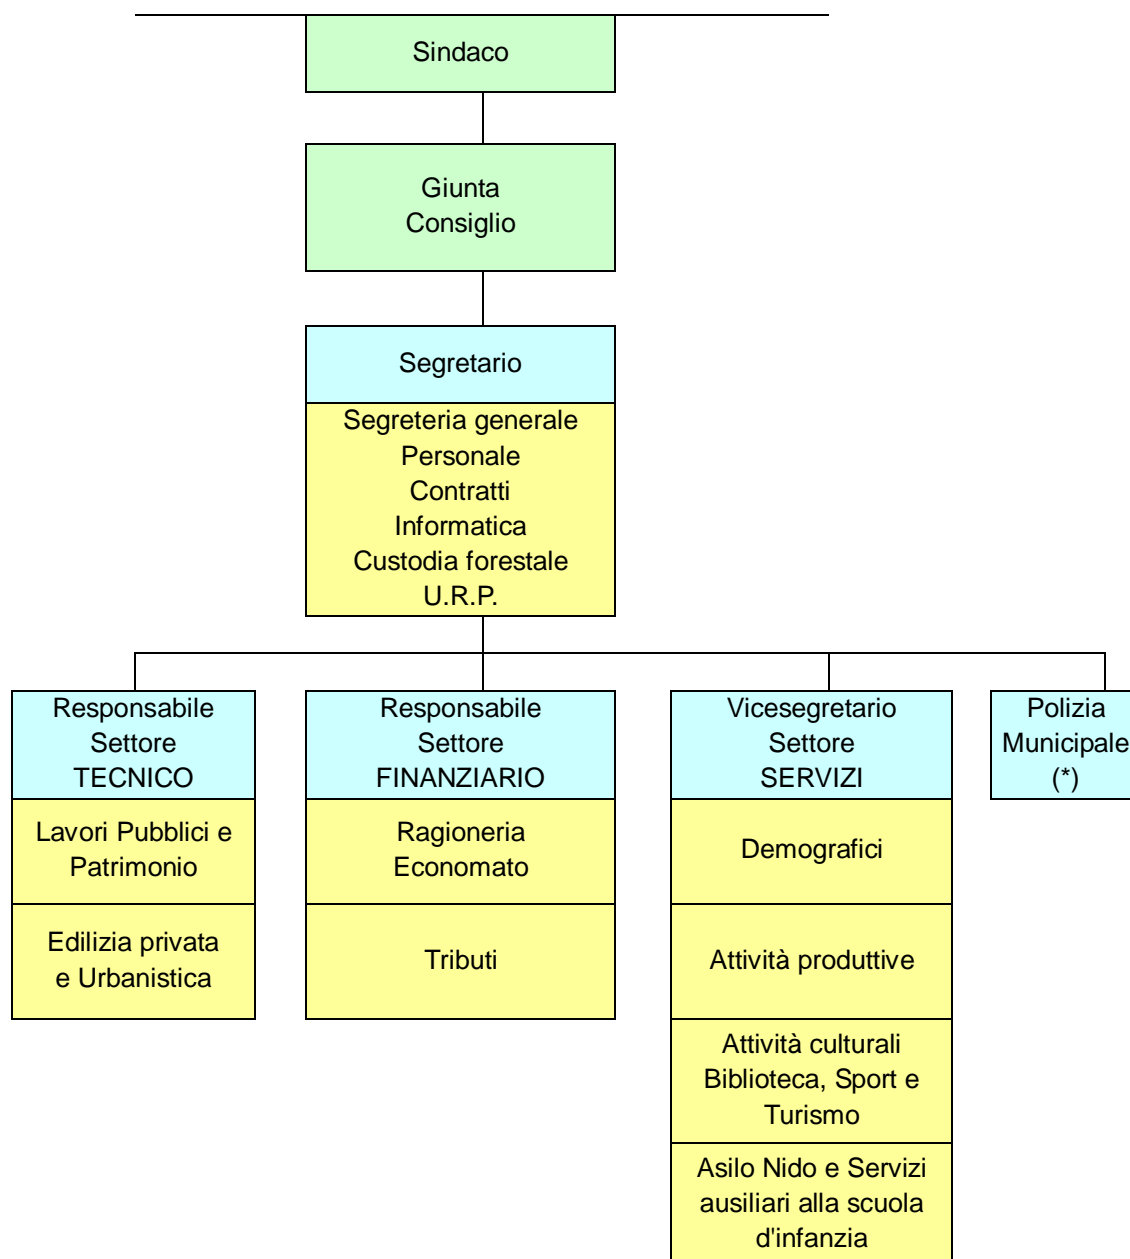 Sindaco
Giunta
Consiglio
Segretario
Segreteria generale
Personale
Contratti
Informatica
Custodia forestale
U.R.P.
Responsabile
Settore
TECNICO
Lavori Pubblici e
Patrimonio
Edilizia privata
e Urbanistica
Responsabile
Settore
FINANZIARIO
Ragioneria
Economato
Tributi
Vicesegretario
Settore
SERVIZI
Demografici
Attività produttive
Attività culturali
Biblioteca, Sport e
Turismo
Asilo Nido e Servizi
ausiliari alla scuola
d'infanzia
Polizia
Municipale
(*)